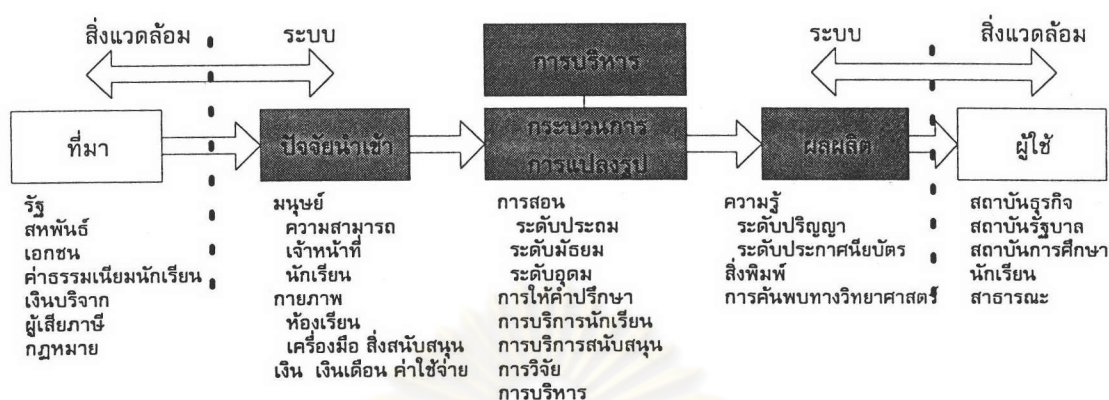 สิ่งแวดล้อม
ระบบ
การบริหาร
ระบบ
สิ่งแวดล้อม
ที่มา
ปัจจัยนำเข้า
กระบวนการ
การแปลงรูป
ผลผลิต
ผู้ใช้
รัฐ
สหพันธ์
เอกชน
ค่าธรรมเนียมนักเรียน
เงินบริจาก
ผู้เสียภาษี
กฎหมาย
มนุษย์
ความสามารถ
เจ้าหน้าที่
นักเรียน
กายภาพ
ห้องเรียน
เครื่องมือ สิ่งสนับสนุน
เงิน เงินเดือน ค่าใช้จ่าย
การสอน
ระดับประถม
ระดับมัธยม
ระดับอุดม
การให้คำปรึกษา
การบริการนักเรียน
การบริการสนับสนุน
การวิจัย
การบริหาร
ความรู้
ระดับปริญญา
ระดับประกาศนียบัตร
สิ่งพิมพ์
การค้นพบทางวิทยาศาสตร์
สถาบันธุรกิจ
สถาบันรัฐบาล
สถาบันการศึกษา
นักเรียน
สาธารณะ